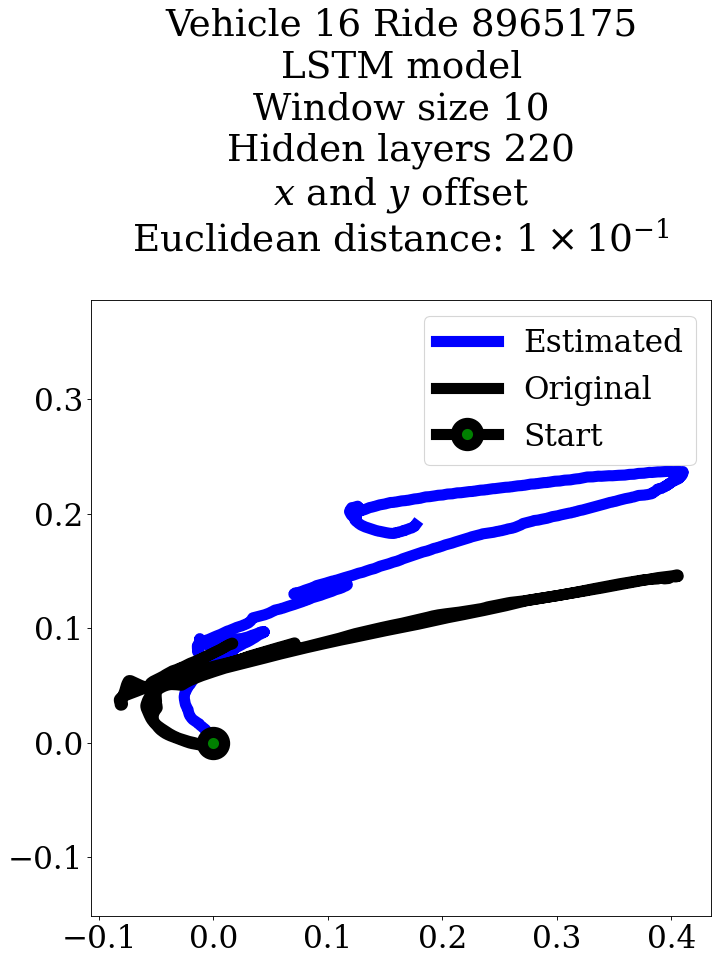 Vehicle 16 Ride 8965175
LSTM model
Window size 10
Hidden layers 220
x and y offset
Euclidean distance: 1 × 10⁻¹
Estimated
Original
Start
0.3
0.2
0.1
0.0
−0.1
−0.1 0.0 0.1 0.2 0.3 0.4